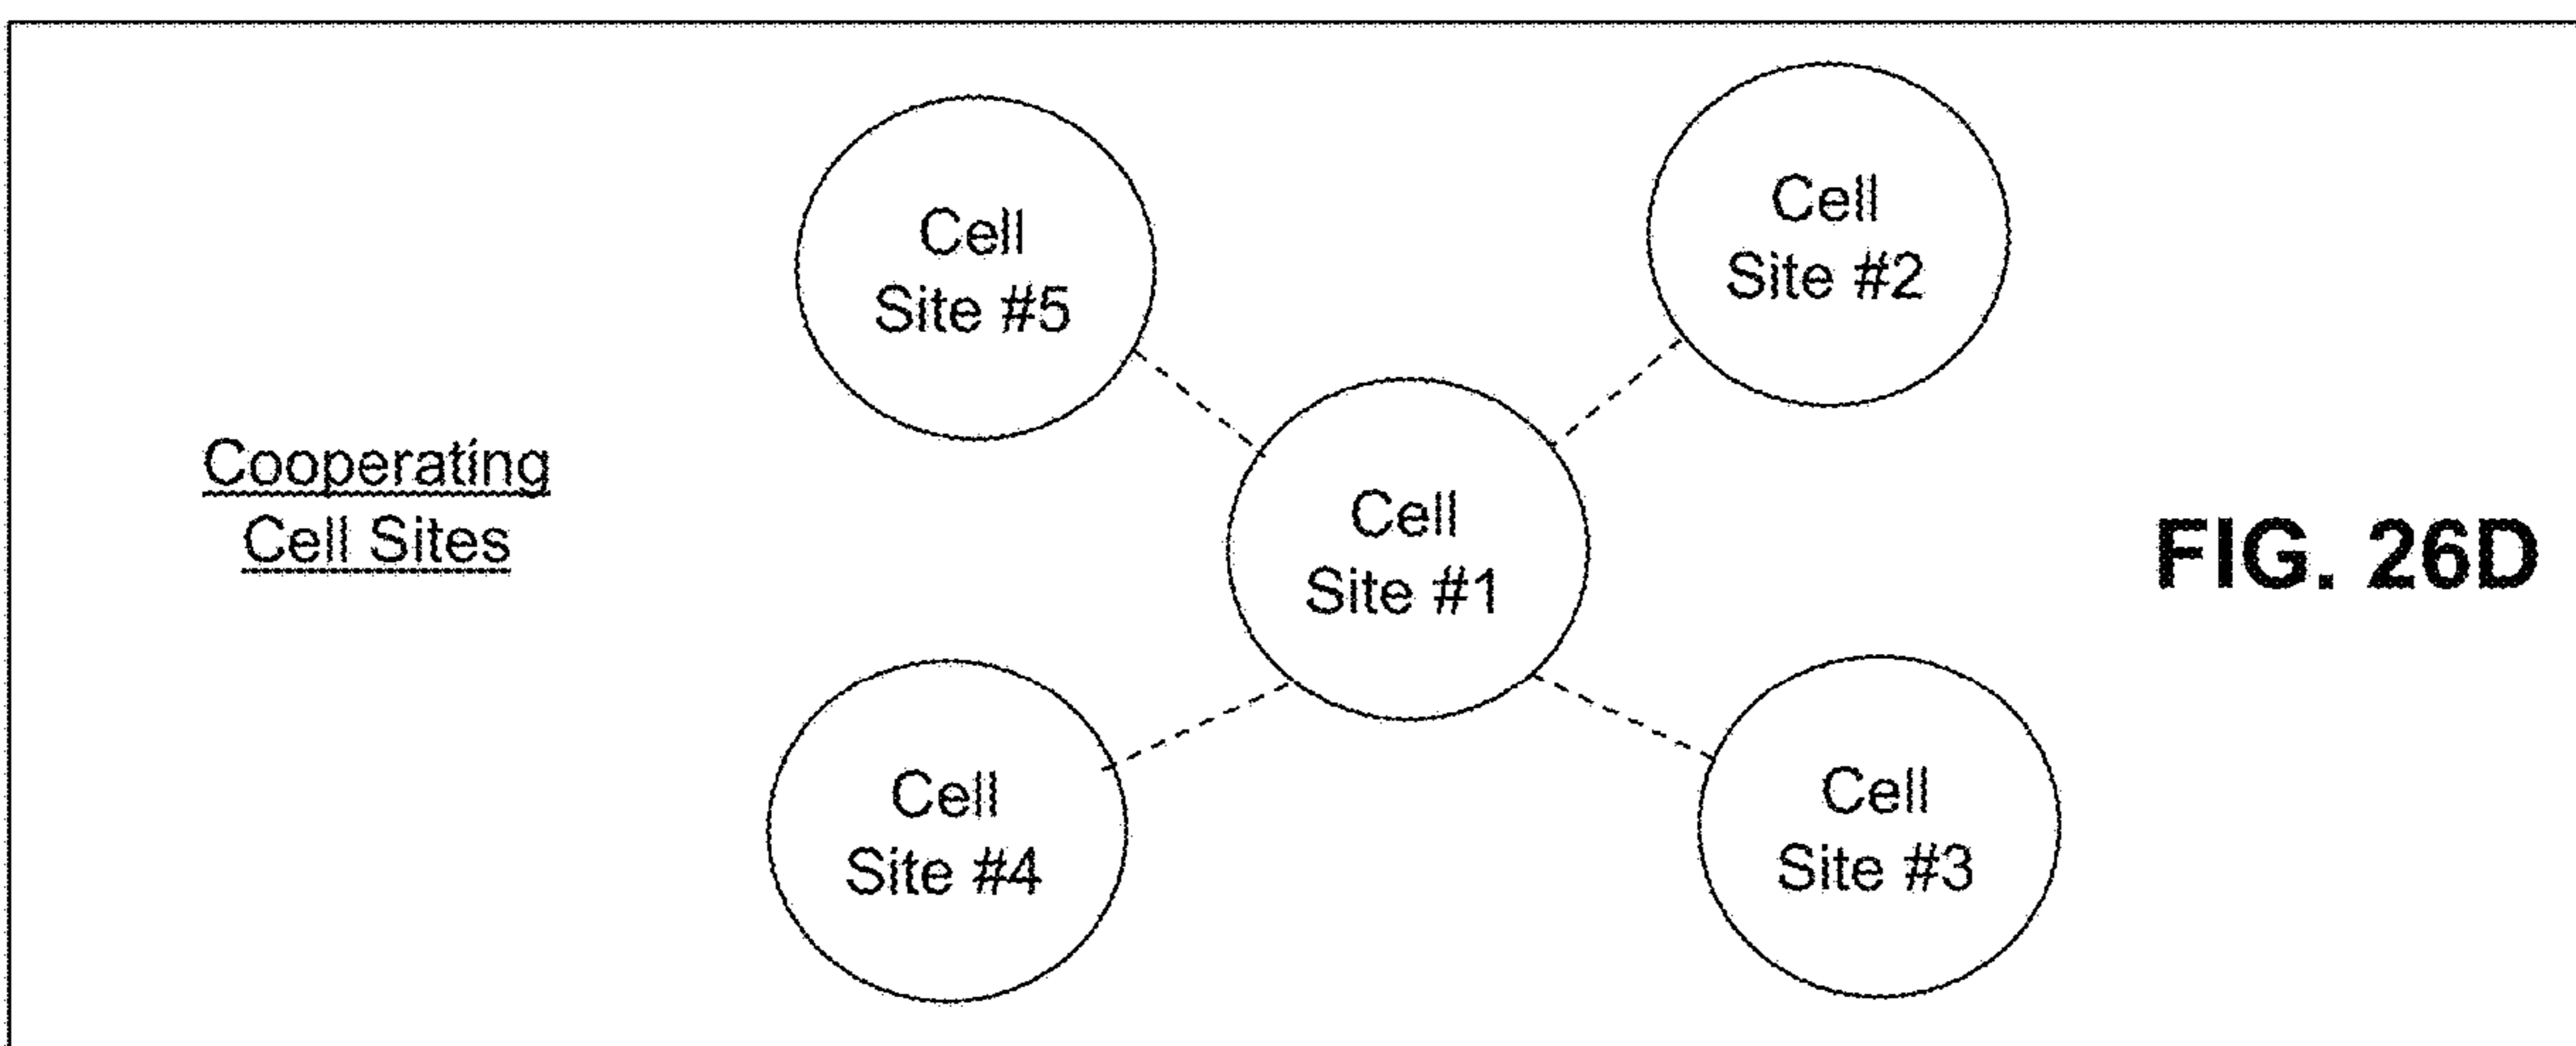 Cell
Site #5
Cell
Site #2
Cooperating
Cell Sites
Cell
Site #1
FIG. 26D
Cell
Site #4
Cell
Site #3